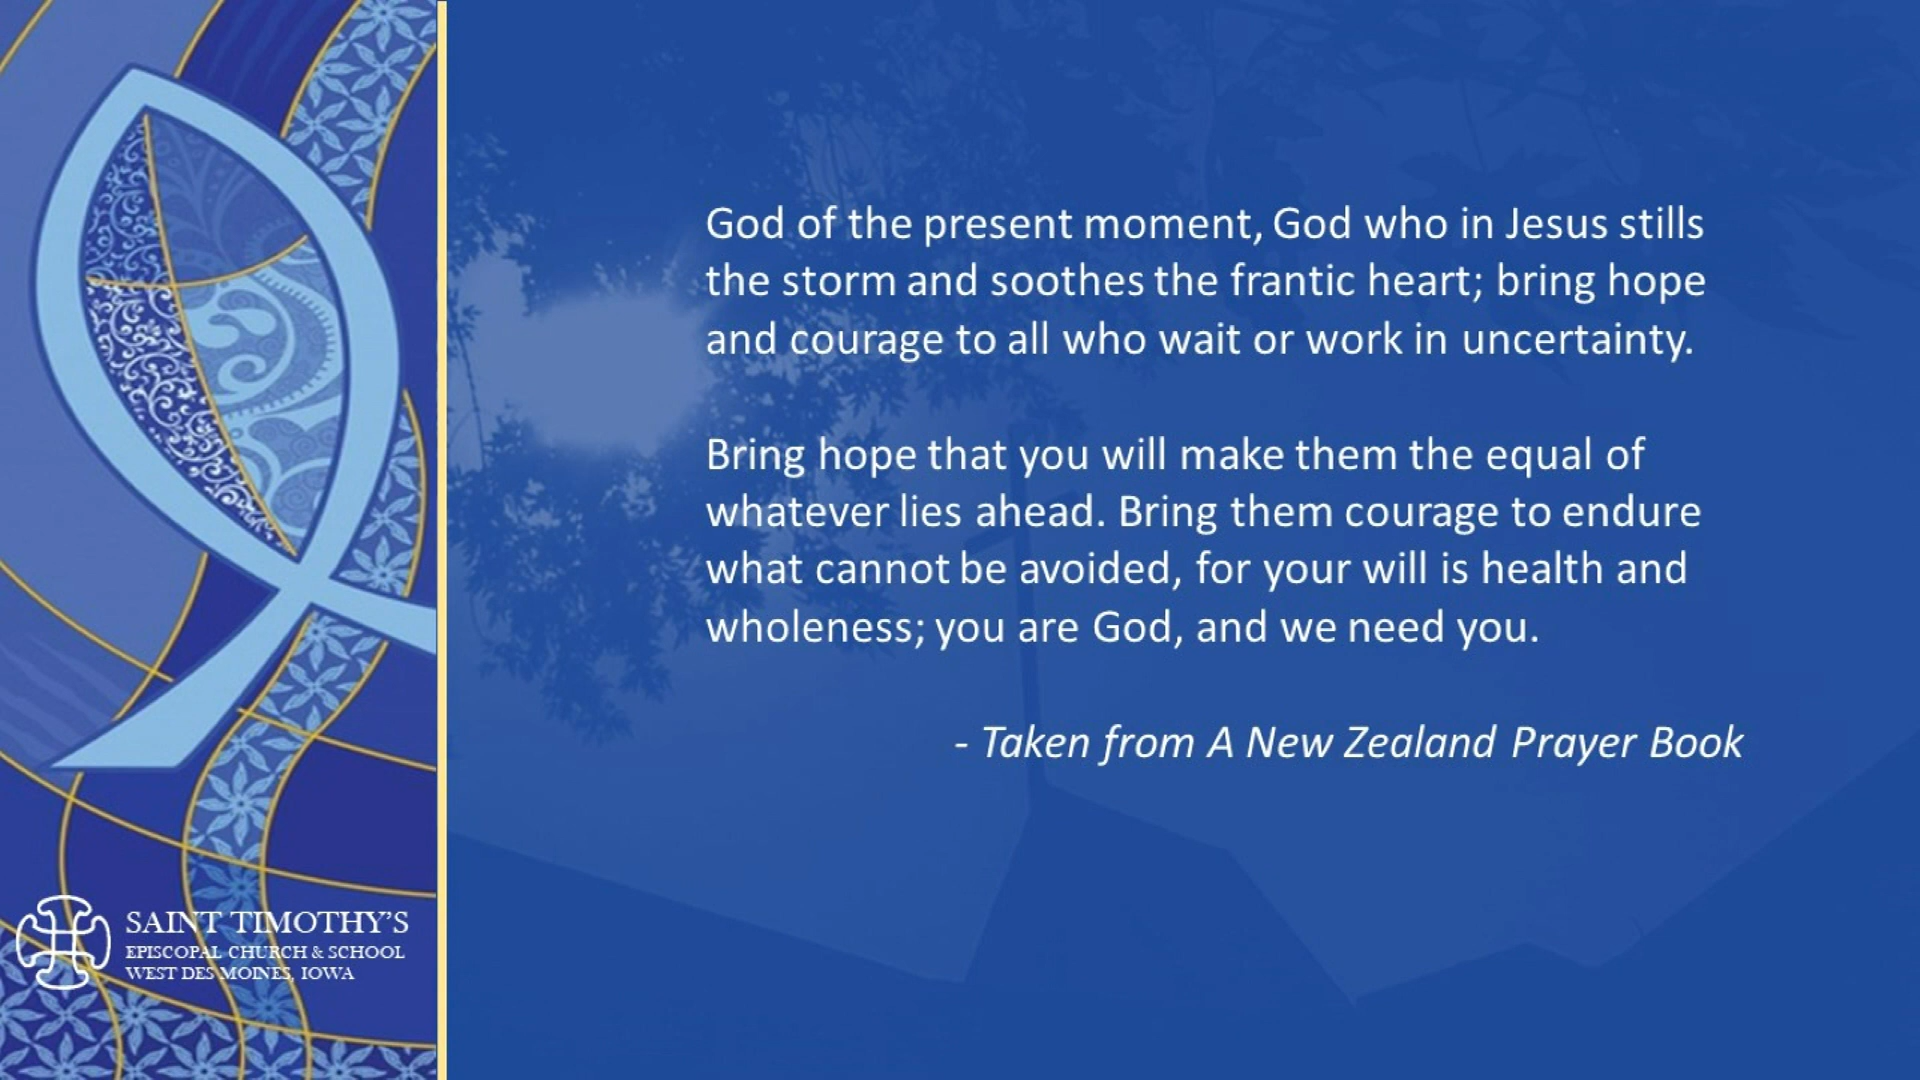 God of the present moment, God who in Jesus stills
the storm and soothes the frantic heart; bring hope
and courage to all who wait or work in uncertainty.
Bring hope that you will make them the equal of
whatever lies ahead. Bring them courage to endure
what cannot be avoided, for your will is health and
wholeness; you are God, and we need you.
- Taken from A New Zealand Prayer Book
SAINT TIMOTHY'S
EPISCOPAL CHURCH & SCHOOL
WEST DES MOINES, IOWA